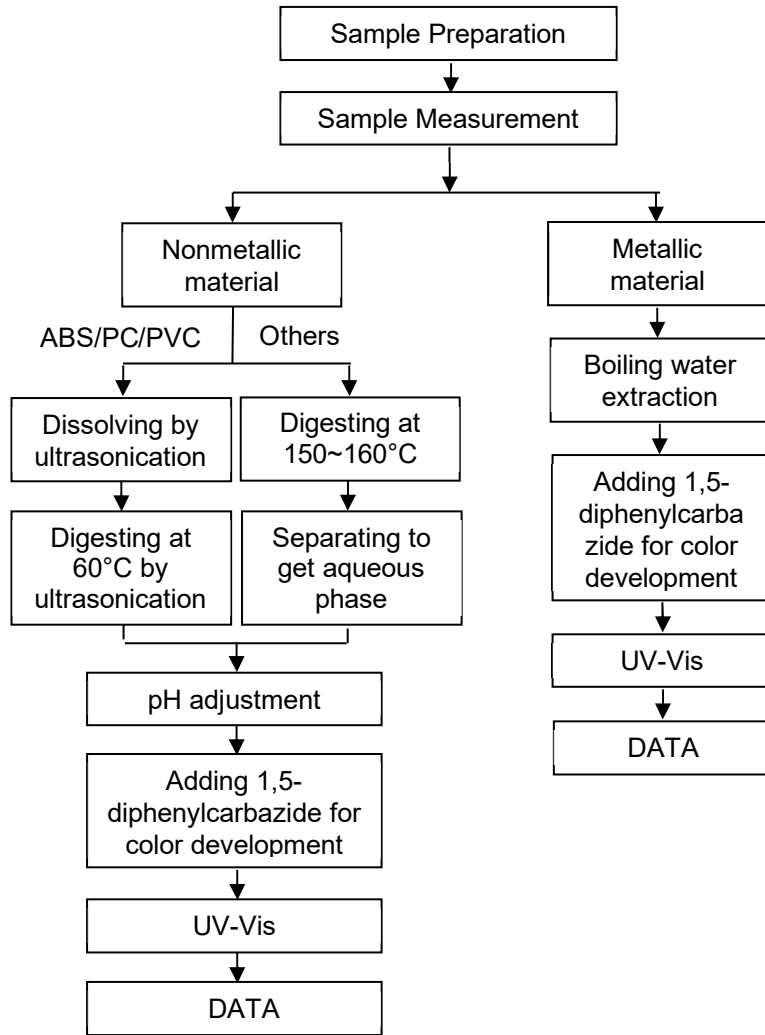 Sample Preparation
Sample Measurement
Nonmetallic
material
Metallic
material
ABS/PC/PVC
Others
Dissolving by
ultrasonication
Digesting at
150~160°C
Boiling water
extraction
Digesting at
60°C by
ultrasonication
Separating to
get aqueous
phase
Adding 1,5-
diphenylcarba
zide for color
development
pH adjustment
UV-Vis
Adding 1,5-
diphenylcarbazide for
color development
DATA
UV-Vis
DATA